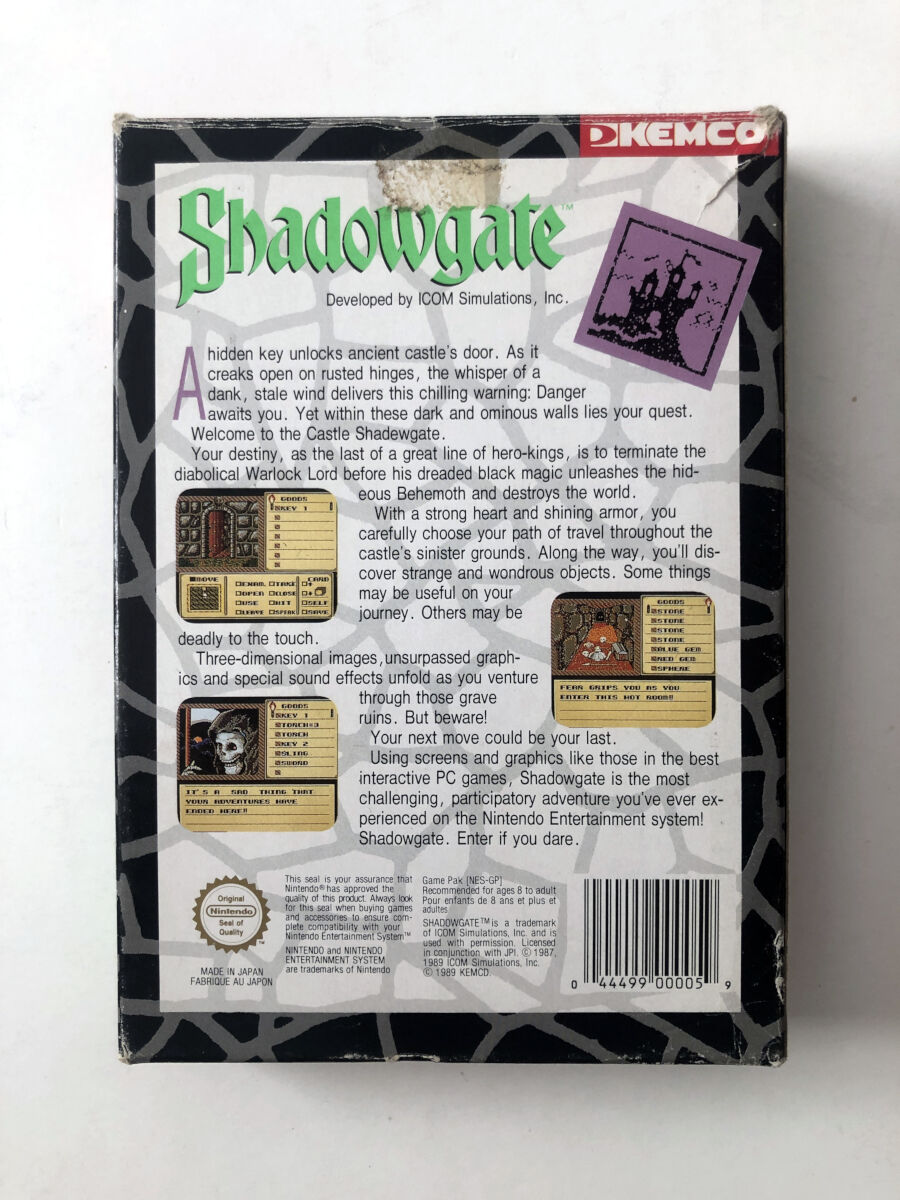 KEMCO
Shadowgate™
Developed by ICOM Simulations, Inc.
A hidden key unlocks ancient castle's door. As it
creaks open on rusted hinges, the whisper of a
dank, stale wind delivers this chilling warning: Danger
awaits you. Yet within these dark and ominous walls lies your quest.
Welcome to the Castle Shadewgate.
Your destiny, as the last of a great line of hero-kings, is to terminate the
diabolical Warlock Lord before his dreaded black magic unleashes the hid-
eous Behemoth and destroys the world.
With a strong heart and shining armor, you
carefully choose your path of travel throughout the
castle's sinister grounds. Along the way, you'll dis-
cover strange and wondrous objects. Some things
may be useful on your
journey. Others may be
deadly to the touch.
Three-dimensional images,unsurpassed graph-
ics and special sound effects unfold as you venture
through those grave
ruins. But beware!
Your next move could be your last.
Using screens and graphics like those in the best
interactive PC games, Shadowgate is the most
challenging, participatory adventure you've ever ex-
perienced on the Nintendo Entertainment system!
Shadowgate. Enter if you dare.
GOODS
KEY 1
MOVE
EXAM. TAKE CARD
OPEN CLOSE
USE HIT SELF
LEAVE SPEAK SAVE
GOODS
STONE
STONE
STONE
STONE
BLUE GEM
RED GEM
SPHERE
FEAR GRIPS YOU AS YOU
ENTER THIS HOT ROOM!!
GOODS
KEY 1
TORCH=3
TORCH
KEY 2
SLING
SWORD
IT'S A SAD THING THAT
YOUR ADVENTURES HAVE
ENDED HERE!!
Original
Nintendo
Seal of
Quality
™
MADE IN JAPAN
FABRIQUE AU JAPON
This seal is your assurance that
Nintendo® has approved the
quality of this product. Always look
for this seal when buying games
and accessories to ensure com-
plete compatibility with your
Nintendo Entertainment System™
NINTENDO and NINTENDO
ENTERTAINMENT SYSTEM
are trademarks of Nintendo
Game Pak [NES-GP]
Recommended for ages 8 to adult
Pour enfants de 8 ans et plus et
adultes
SHADOWGATE™ is a trademark
of ICOM Simulations, Inc. and is
used with permission. Licensed
in conjunction with JPI. © 1987,
1989 ICOM Simulations, Inc.
© 1989 KEMCO.
0 44499 00005 9